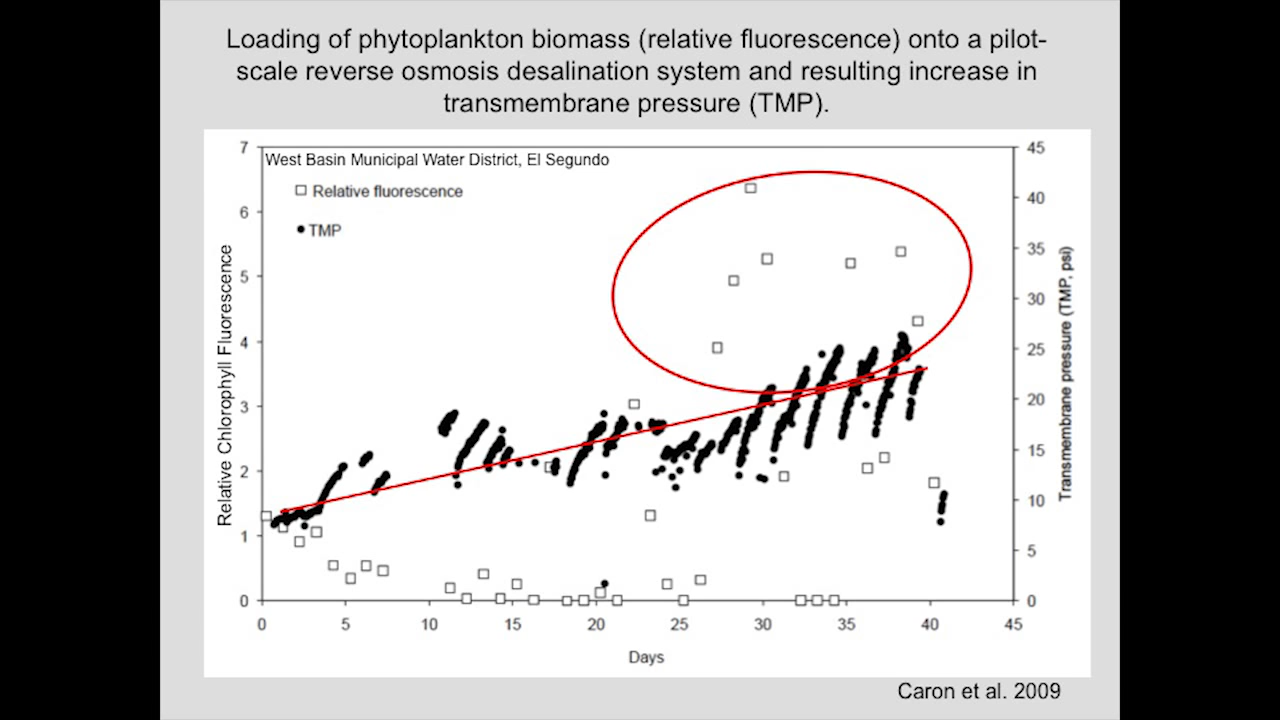 Loading of phytoplankton biomass (relative fluorescence) onto a pilot-
scale reverse osmosis desalination system and resulting increase in
transmembrane pressure (TMP).
West Basin Municipal Water District, El Segundo
Relative fluorescence
TMP
Relative Chlorophyll Fluorescence
7
6
5
4
3
2
1
0
45
40
35
30
25
20
15
10
5
0
Transmembrane pressure (TMP, psi)
0 5 10 15 20 25 30 35 40 45
Days
Caron et al. 2009